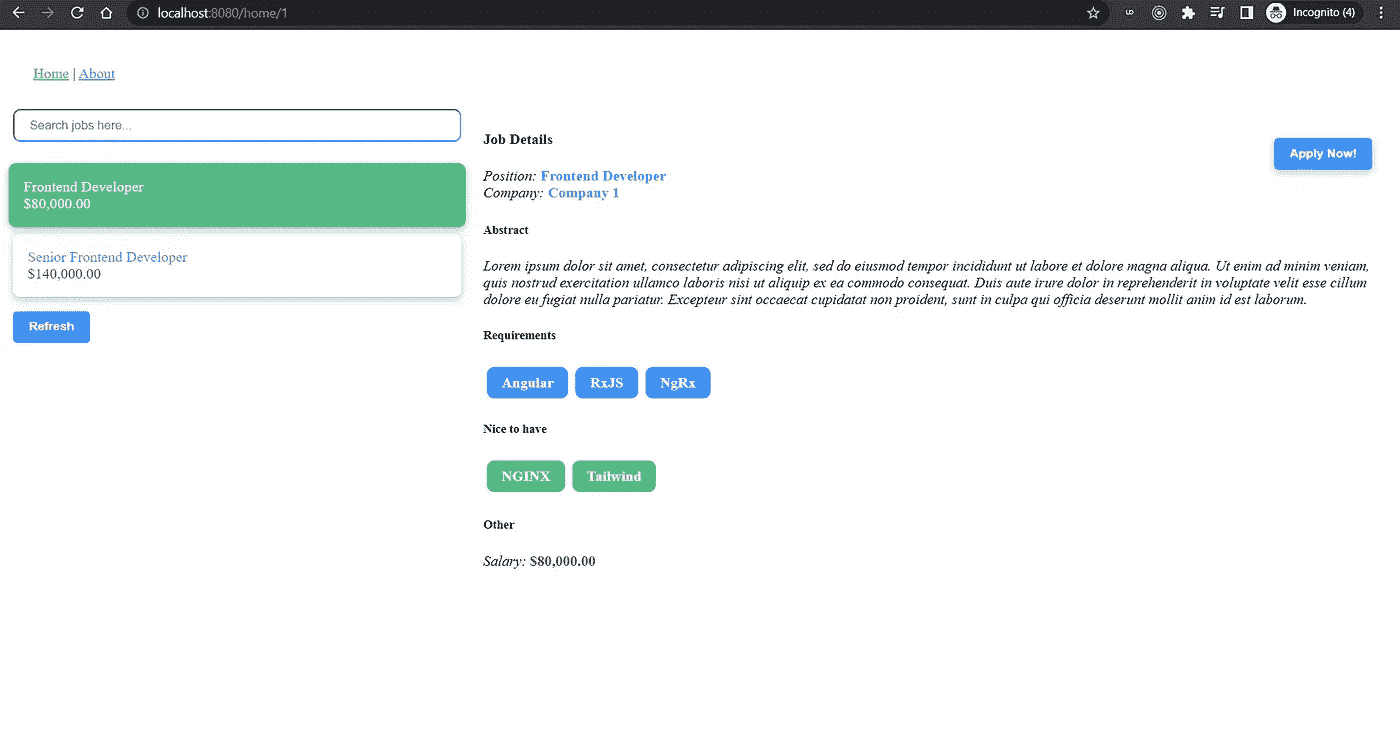 localhost:8080/home/1
Incognito (4)
Home | About
Search jobs here...
Frontend Developer
$80,000.00
Senior Frontend Developer
$140,000.00
Refresh
Job Details
Apply Now!
Position: Frontend Developer
Company: Company 1
Abstract
Lorem ipsum dolor sit amet, consectetur adipiscing elit, sed do eiusmod tempor incididunt ut labore et dolore magna aliqua. Ut enim ad minim veniam,
quis nostrud exercitation ullamco laboris nisi ut aliquip ex ea commodo consequat. Duis aute irure dolor in reprehenderit in voluptate velit esse cillum
dolore eu fugiat nulla pariatur. Excepteur sint occaecat cupidatat non proident, sunt in culpa qui officia deserunt mollit anim id est laborum.
Requirements
Angular RxJS NgRx
Nice to have
NGINX Tailwind
Other
Salary: $80,000.00